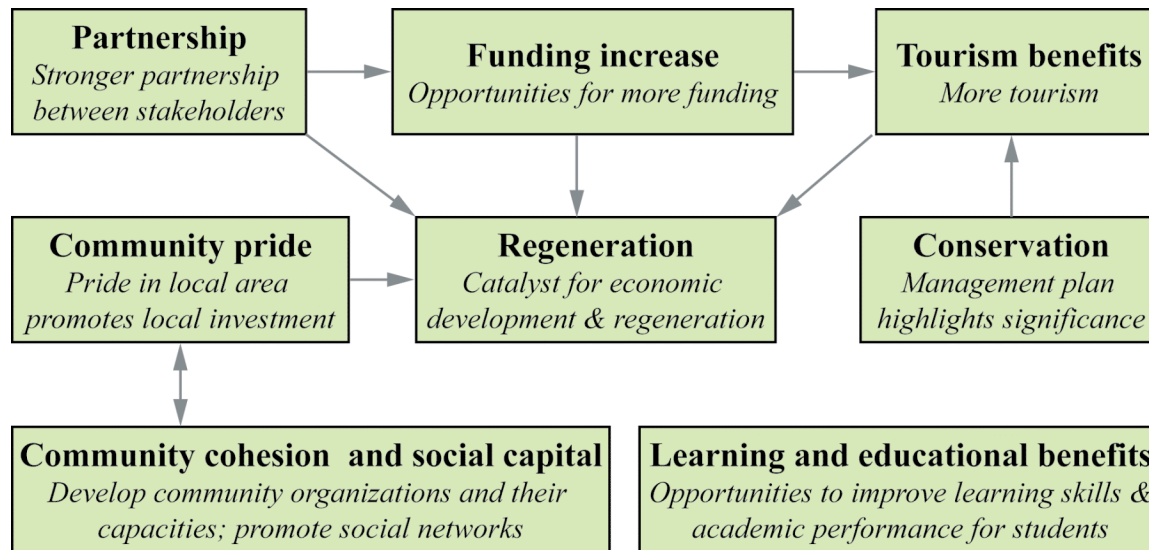 Partnership
Stronger partnership
between stakeholders
Funding increase
Opportunities for more funding
Tourism benefits
More tourism
Community pride
Pride in local area
promotes local investment
Regeneration
Catalyst for economic
development & regeneration
Conservation
Management plan
highlights significance
Community cohesion and social capital
Develop community organizations and their
capacities; promote social networks
Learning and educational benefits
Opportunities to improve learning skills &
academic performance for students